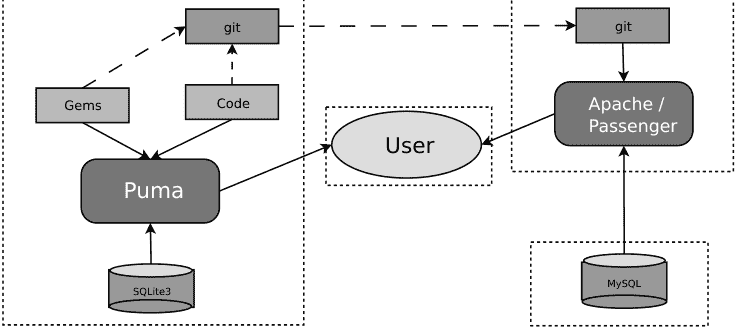 git
git
Gems
Code
Apache /
Passenger
User
Puma
SQLite3
MySQL